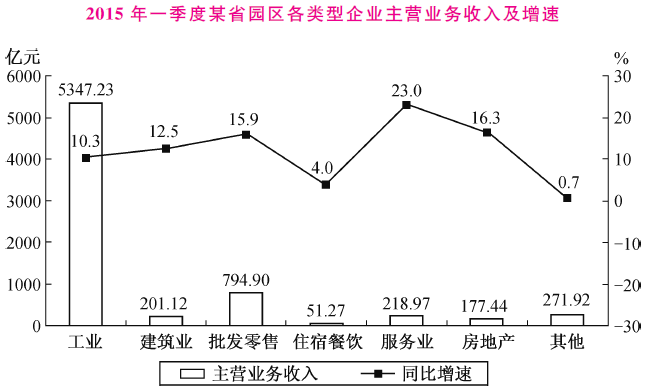 2015 年一季度某省园区各类型企业主营业务收入及增速
亿元 %
6000 5347.23 30
5000 10.3 12.5 15.9 23.0 16.3 20
4000 4.0 10
3000 0.7 0
2000 −10
1000 201.12 794.90 51.27 218.97 177.44 271.92 −20
0 −30
工业 建筑业 批发零售 住宿餐饮 服务业 房地产 其他
主营业务收入 同比增速